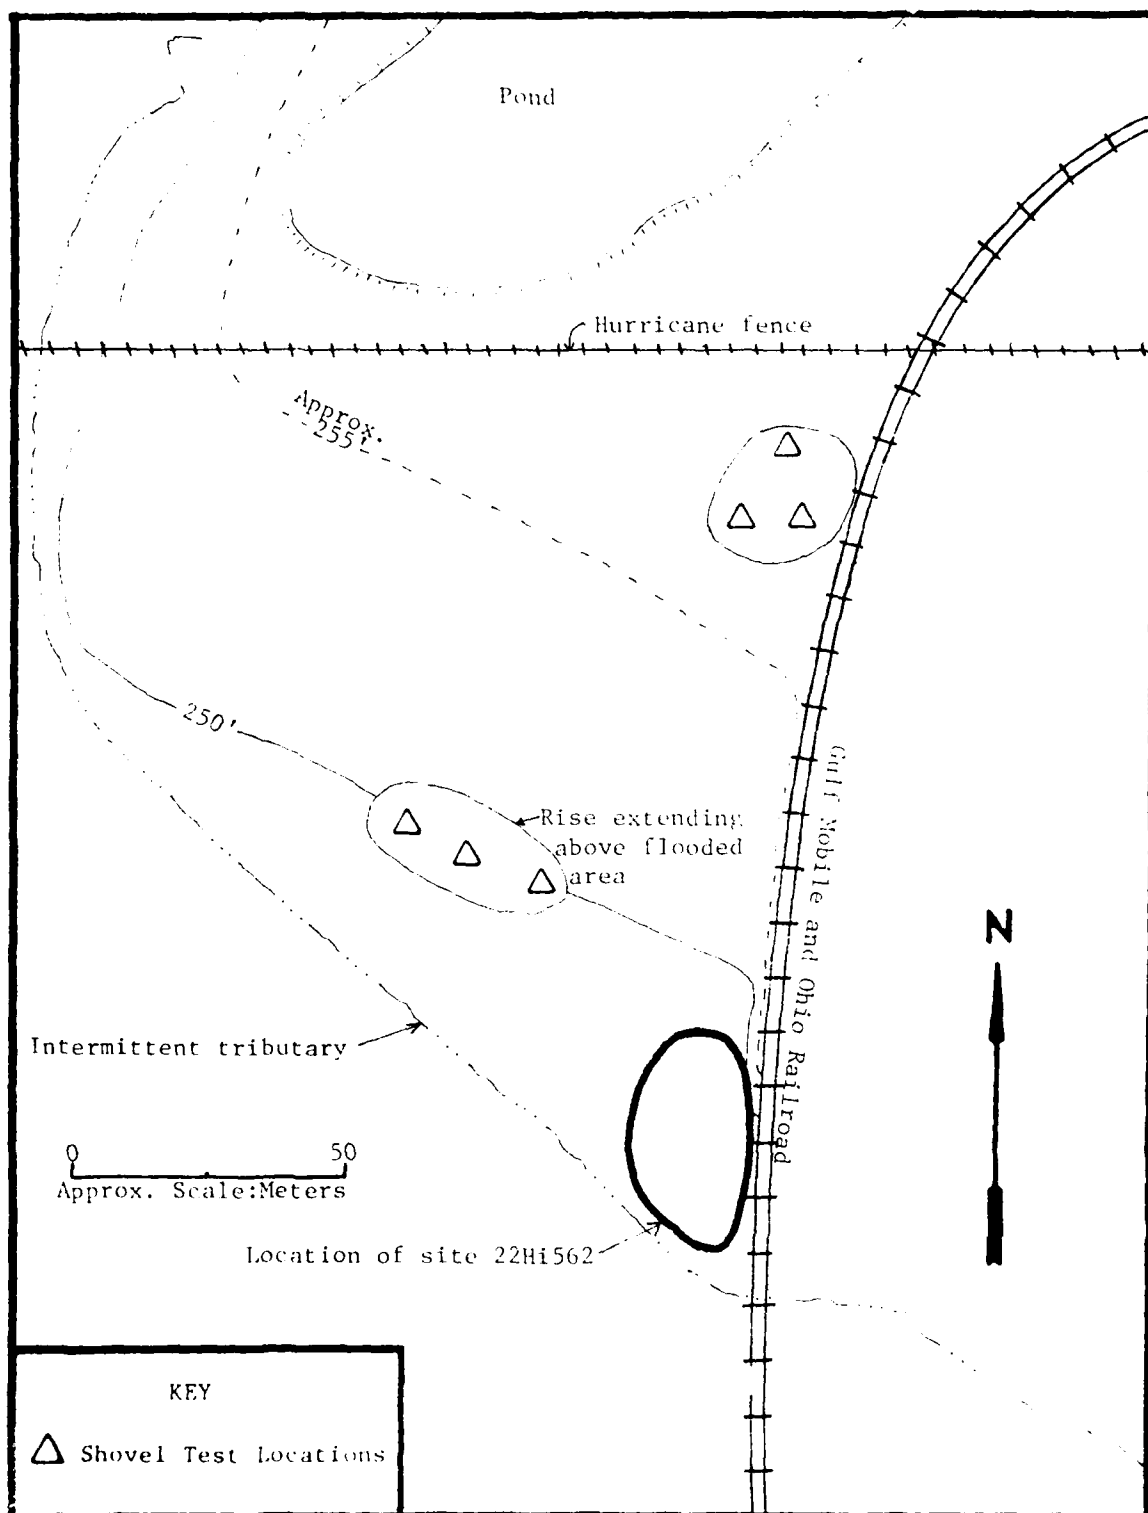 Pond
Hurricane fence
Approx.
255'
250'
Rise extending
above flooded
area
Gulf Mobile and Ohio Railroad
N
Intermittent tributary
0 50
Approx. Scale:Meters
Location of site 22Hi562
KEY
Shovel Test Locations